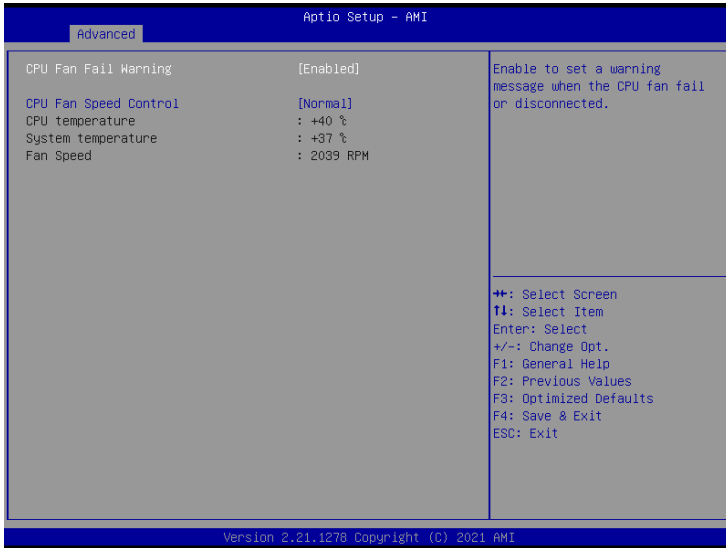 Aptio Setup – AMI
Advanced
CPU Fan Fail Warning [Enabled]
CPU Fan Speed Control [Normal]
CPU temperature : +40 ℃
System temperature : +37 ℃
Fan Speed : 2039 RPM
Enable to set a warning
message when the CPU fan fail
or disconnected.
→←: Select Screen
↑↓: Select Item
Enter: Select
+/-: Change Opt.
F1: General Help
F2: Previous Values
F3: Optimized Defaults
F4: Save & Exit
ESC: Exit
Version 2.21.1278 Copyright (C) 2021 AMI